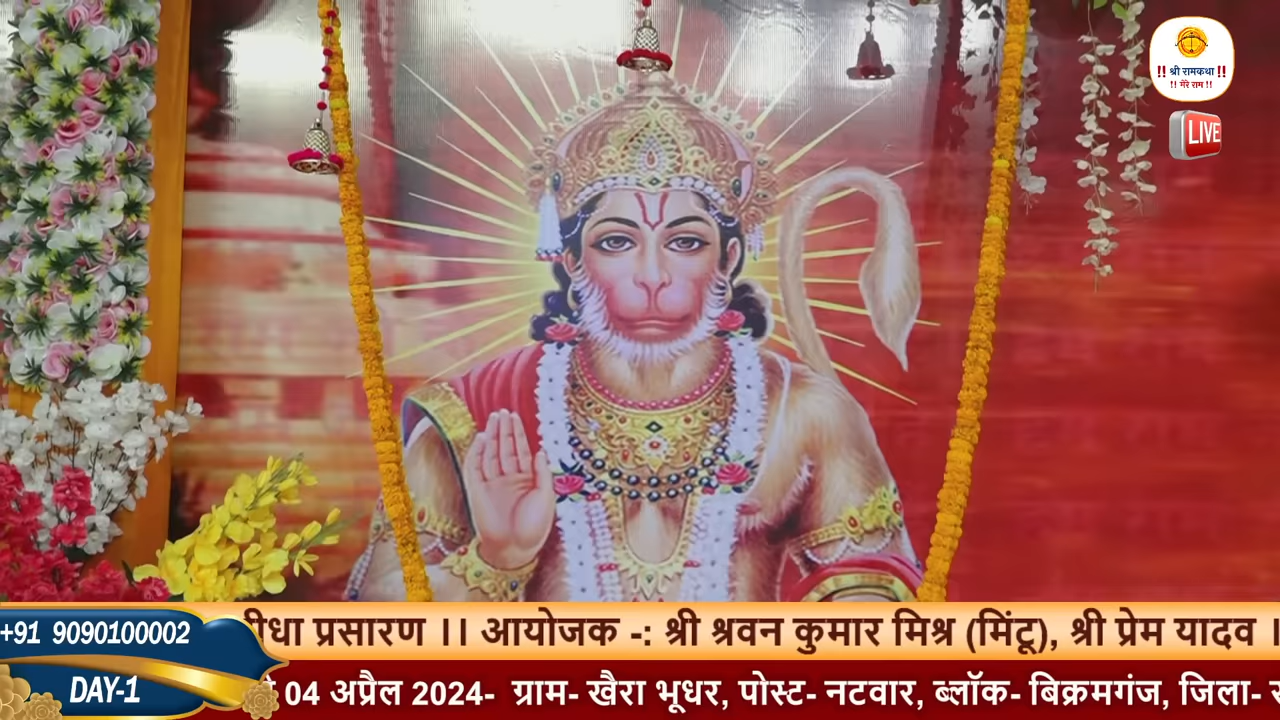 !! श्री रामकथा !!
!! मेरे राम !!
LIVE
+91 9090100002
DAY-1
प्रसारण ।। आयोजक -: श्री श्रवन कुमार मिश्र (मिंटू), श्री प्रेम यादव ।
04 अप्रैल 2024- ग्राम- खैरा भूधर, पोस्ट- नटवार, ब्लॉक- बिक्रमगंज, जिला-